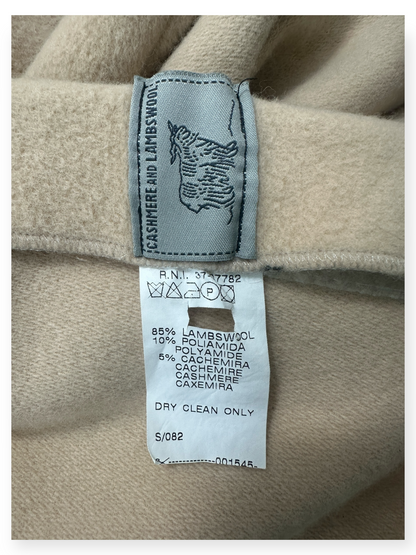 CASHMERE AND LAMBSWOOL
R.N.I. 37-7782
P
85% LAMBSWOOL
10% POLIAMIDA
POLYAMIDE
5% CACHEMIRA
CACHEMIRE
CASHMERE
CAXEMIRA
DRY CLEAN ONLY
S/082
001545